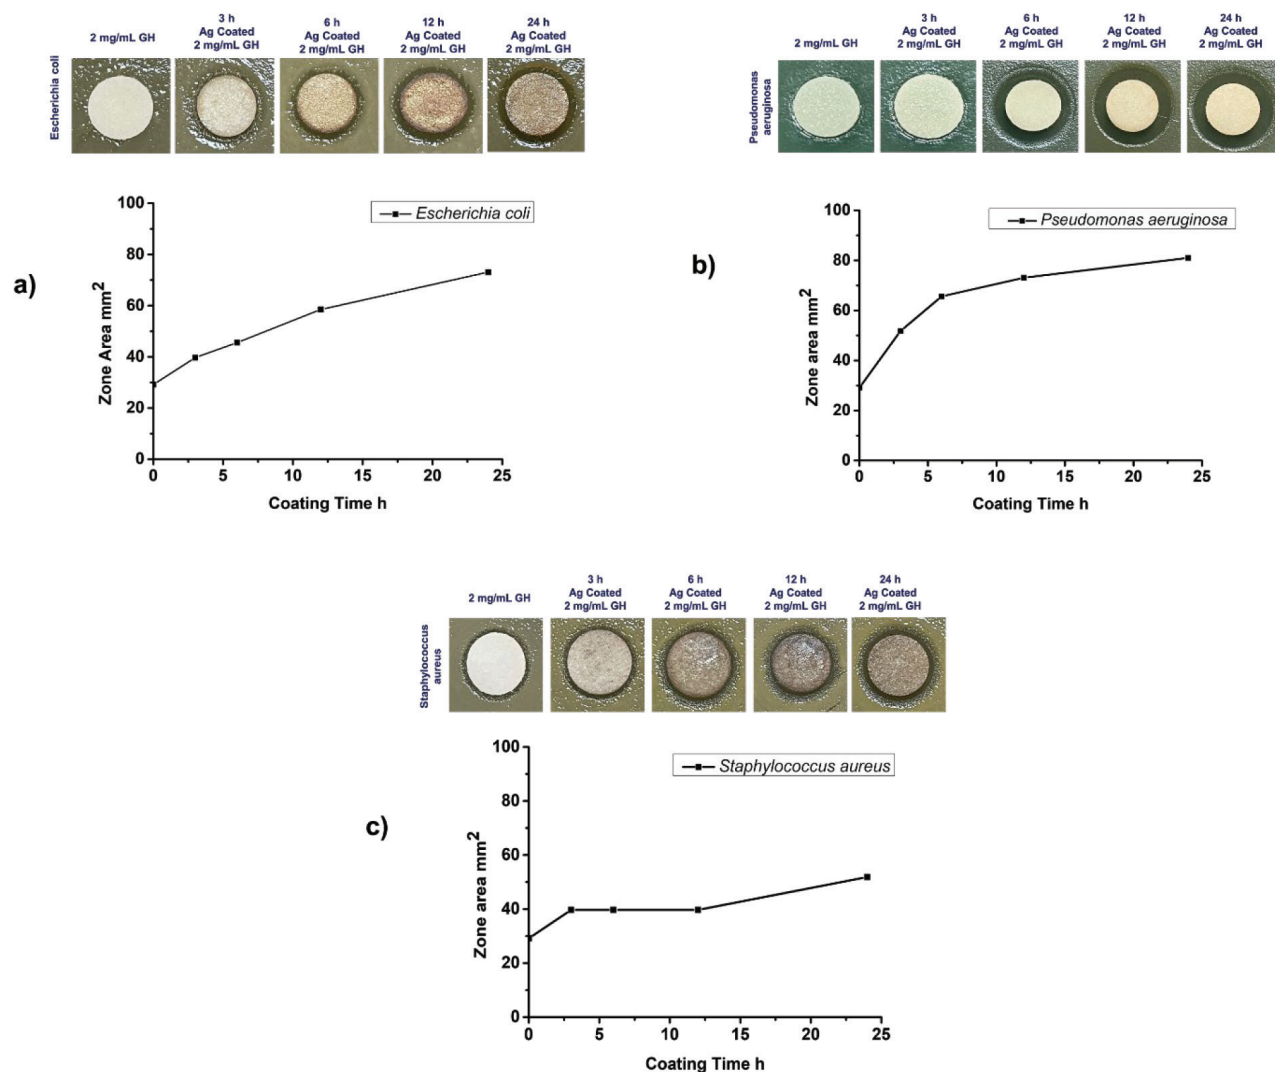 2 mg/mL GH
3 h
Ag Coated
2 mg/mL GH
6 h
Ag Coated
2 mg/mL GH
12 h
Ag Coated
2 mg/mL GH
24 h
Ag Coated
2 mg/mL GH
Escherichia coli
a)
Escherichia coli
Zone Area mm²
100
80
60
40
20
0
0 5 10 15 20 25
Coating Time h
2 mg/mL GH
3 h
Ag Coated
2 mg/mL GH
6 h
Ag Coated
2 mg/mL GH
12 h
Ag Coated
2 mg/mL GH
24 h
Ag Coated
2 mg/mL GH
Pseudomonas
aeruginosa
b)
Pseudomonas aeruginosa
Zone area mm²
100
80
60
40
20
0
0 5 10 15 20 25
Coating Time h
2 mg/mL GH
3 h
Ag Coated
2 mg/mL GH
6 h
Ag Coated
2 mg/mL GH
12 h
Ag Coated
2 mg/mL GH
24 h
Ag Coated
2 mg/mL GH
Staphylococcus
aureus
c)
Staphylococcus aureus
Zone area mm²
100
80
60
40
20
0
0 5 10 15 20 25
Coating Time h